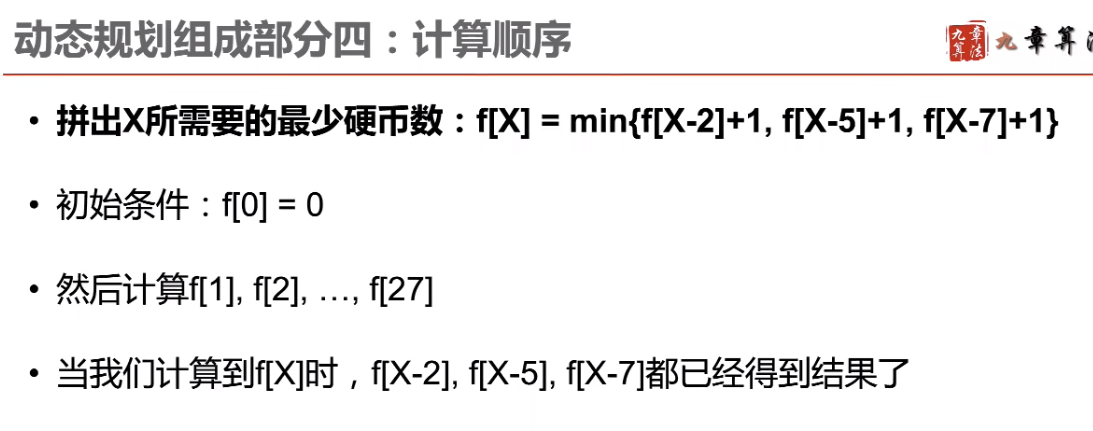 动态规划组成部分四：计算顺序
九章算法 九章算
• 拼出X所需要的最少硬币数：f[X] = min{f[X-2]+1, f[X-5]+1, f[X-7]+1}
• 初始条件：f[0] = 0
• 然后计算f[1], f[2], …, f[27]
• 当我们计算到f[X]时，f[X-2], f[X-5], f[X-7]都已经得到结果了